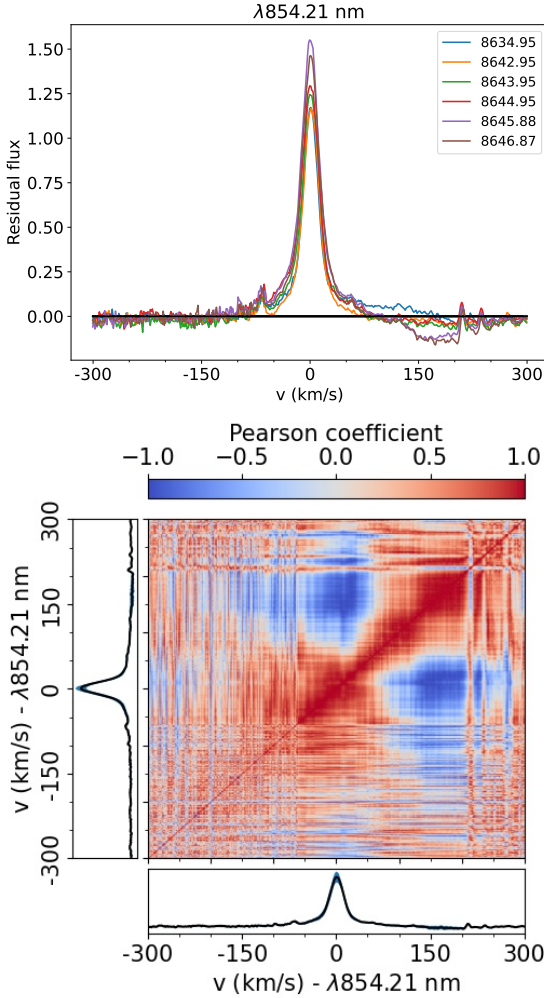 λ854.21 nm
1.50
1.25
1.00
0.75
0.50
0.25
0.00
Residual flux
8634.95
8642.95
8643.95
8644.95
8645.88
8646.87
-300 -150 0 150 300
v (km/s)
Pearson coefficient
−1.0 −0.5 0.0 0.5 1.0
300
150
0
-150
-300
v (km/s) - λ854.21 nm
-300 -150 0 150 300
v (km/s) - λ854.21 nm